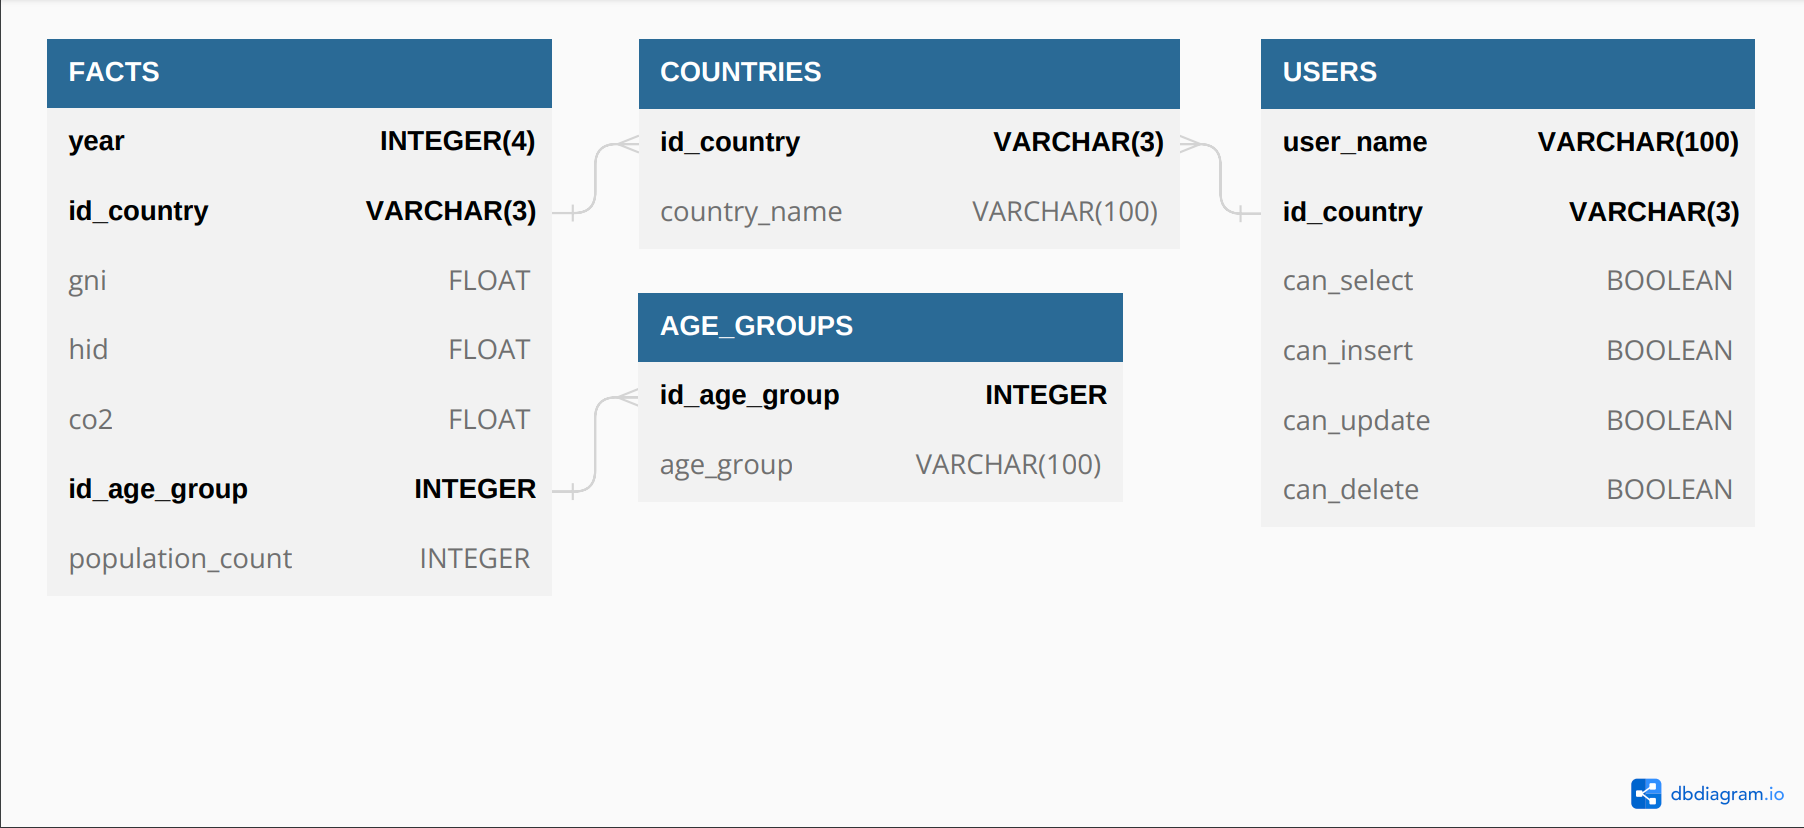 FACTS
year INTEGER(4)
id_country VARCHAR(3)
gni FLOAT
hid FLOAT
co2 FLOAT
id_age_group INTEGER
population_count INTEGER
COUNTRIES
id_country VARCHAR(3)
country_name VARCHAR(100)
AGE_GROUPS
id_age_group INTEGER
age_group VARCHAR(100)
USERS
user_name VARCHAR(100)
id_country VARCHAR(3)
can_select BOOLEAN
can_insert BOOLEAN
can_update BOOLEAN
can_delete BOOLEAN
dbdiagram.io